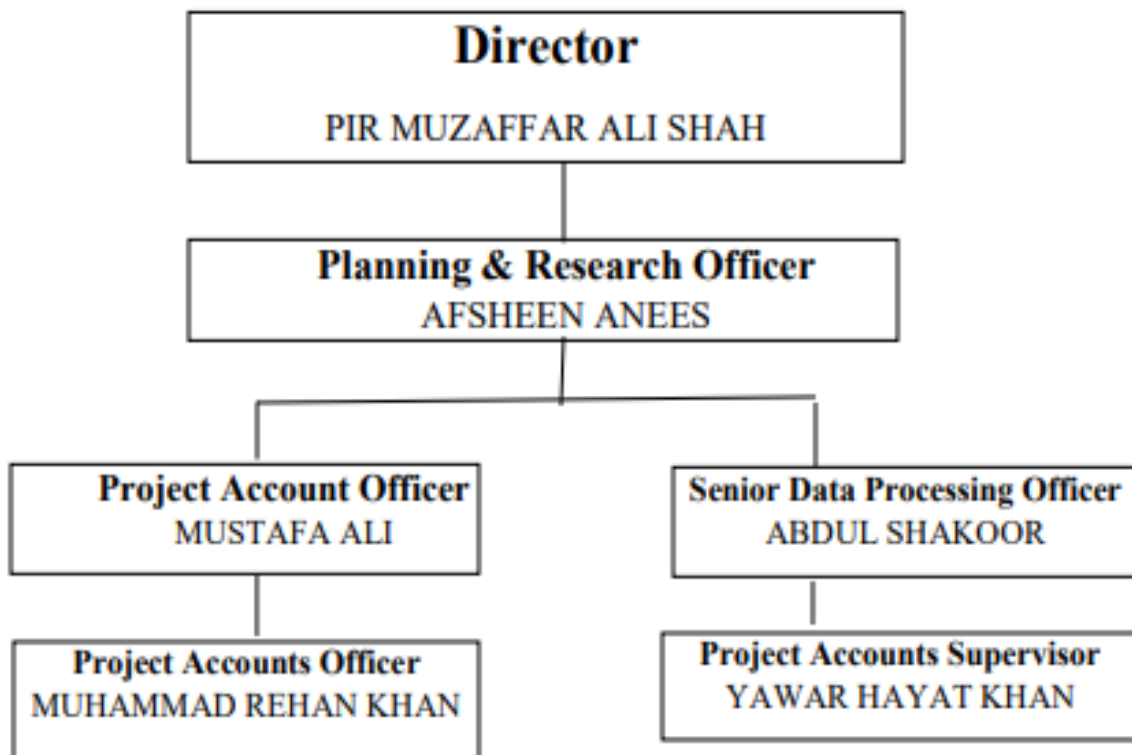 Director
PIR MUZAFFAR ALI SHAH
Planning & Research Officer
AFSHEEN ANEES
Project Account Officer
MUSTAFA ALI
Senior Data Processing Officer
ABDUL SHAKOOR
Project Accounts Officer
MUHAMMAD REHAN KHAN
Project Accounts Supervisor
YAWAR HAYAT KHAN